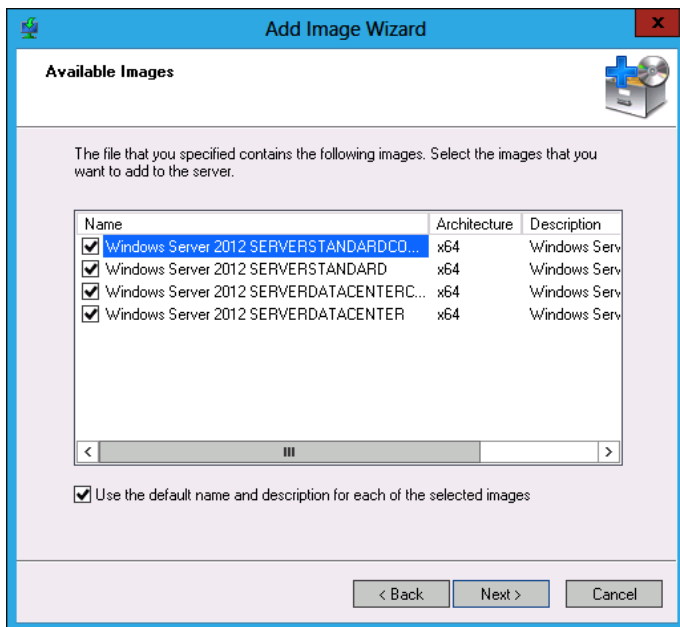 Add Image Wizard
x
Available Images
The file that you specified contains the following images. Select the images that you
want to add to the server.
Name Architecture Description
Windows Server 2012 SERVERSTANDARDCO... x64 Windows Serv
Windows Server 2012 SERVERSTANDARD x64 Windows Serv
Windows Server 2012 SERVERDATACENTERC... x64 Windows Serv
Windows Server 2012 SERVERDATACENTER x64 Windows Serv
Use the default name and description for each of the selected images
< Back Next > Cancel